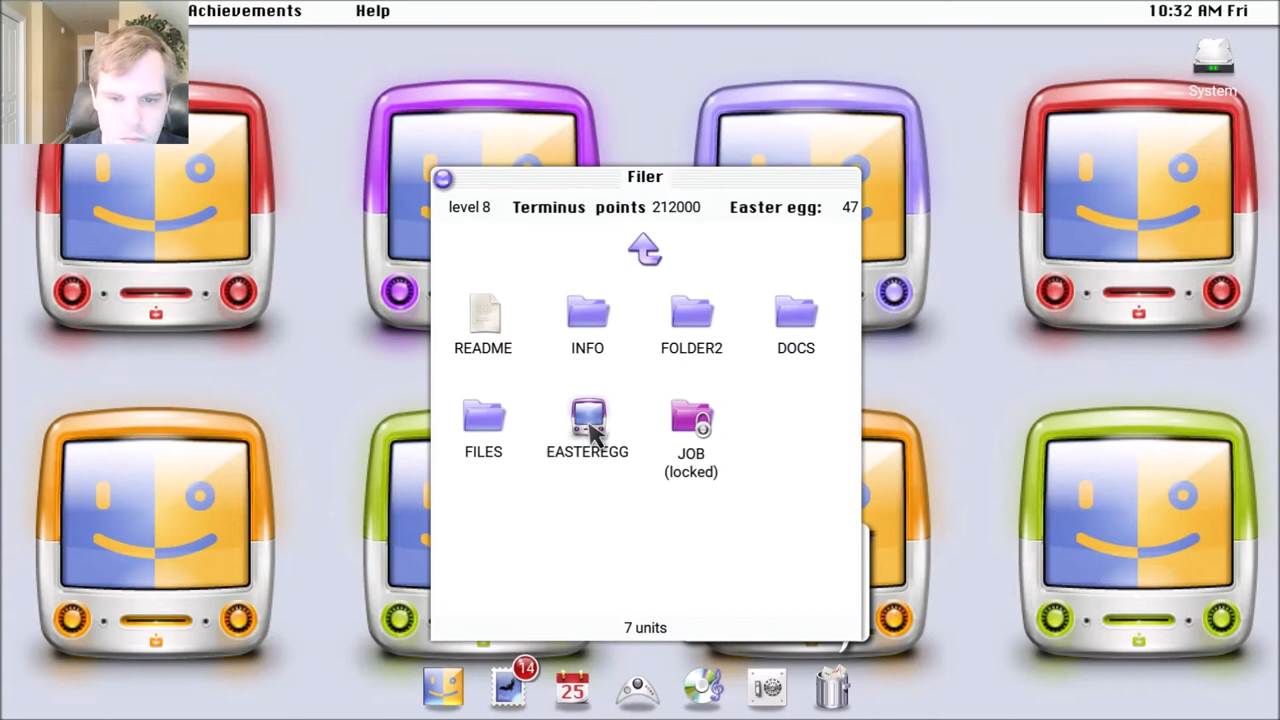 Achievements Help 10:32 AM Fri
System
Filer
level 8 Terminus points 212000 Easter egg: 47
README INFO FOLDER2 DOCS
FILES EASTEREGG JOB
(locked)
7 units
14
25